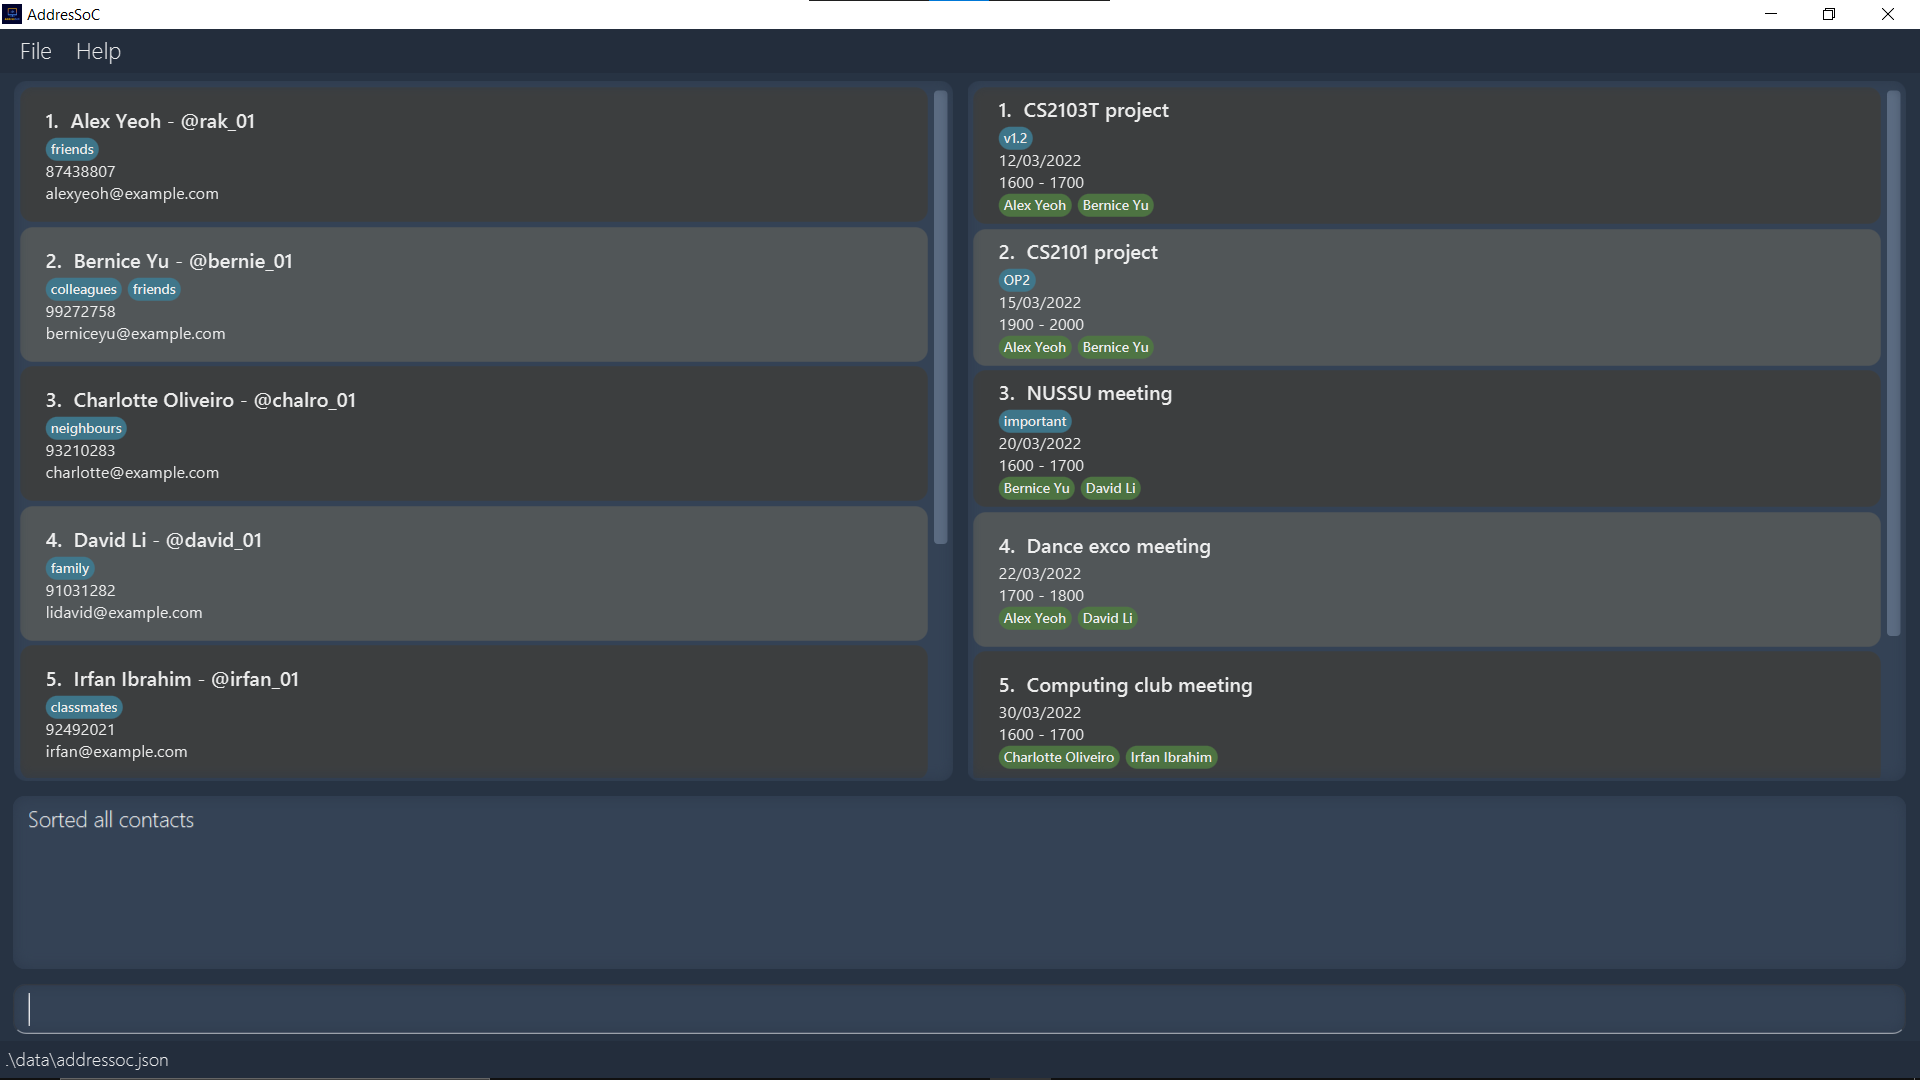 AddresSoC
File Help
1. Alex Yeoh - @rak_01
friends
87438807
alexyeoh@example.com
2. Bernice Yu - @bernie_01
colleagues friends
99272758
berniceyu@example.com
3. Charlotte Oliveiro - @chalro_01
neighbours
93210283
charlotte@example.com
4. David Li - @david_01
family
91031282
lidavid@example.com
5. Irfan Ibrahim - @irfan_01
classmates
92492021
irfan@example.com
1. CS2103T project
v1.2
12/03/2022
1600 - 1700
Alex Yeoh Bernice Yu
2. CS2101 project
OP2
15/03/2022
1900 - 2000
Alex Yeoh Bernice Yu
3. NUSSU meeting
important
20/03/2022
1600 - 1700
Bernice Yu David Li
4. Dance exco meeting
22/03/2022
1700 - 1800
Alex Yeoh David Li
5. Computing club meeting
30/03/2022
1600 - 1700
Charlotte Oliveiro Irfan Ibrahim
Sorted all contacts
.\data\addressoc.json